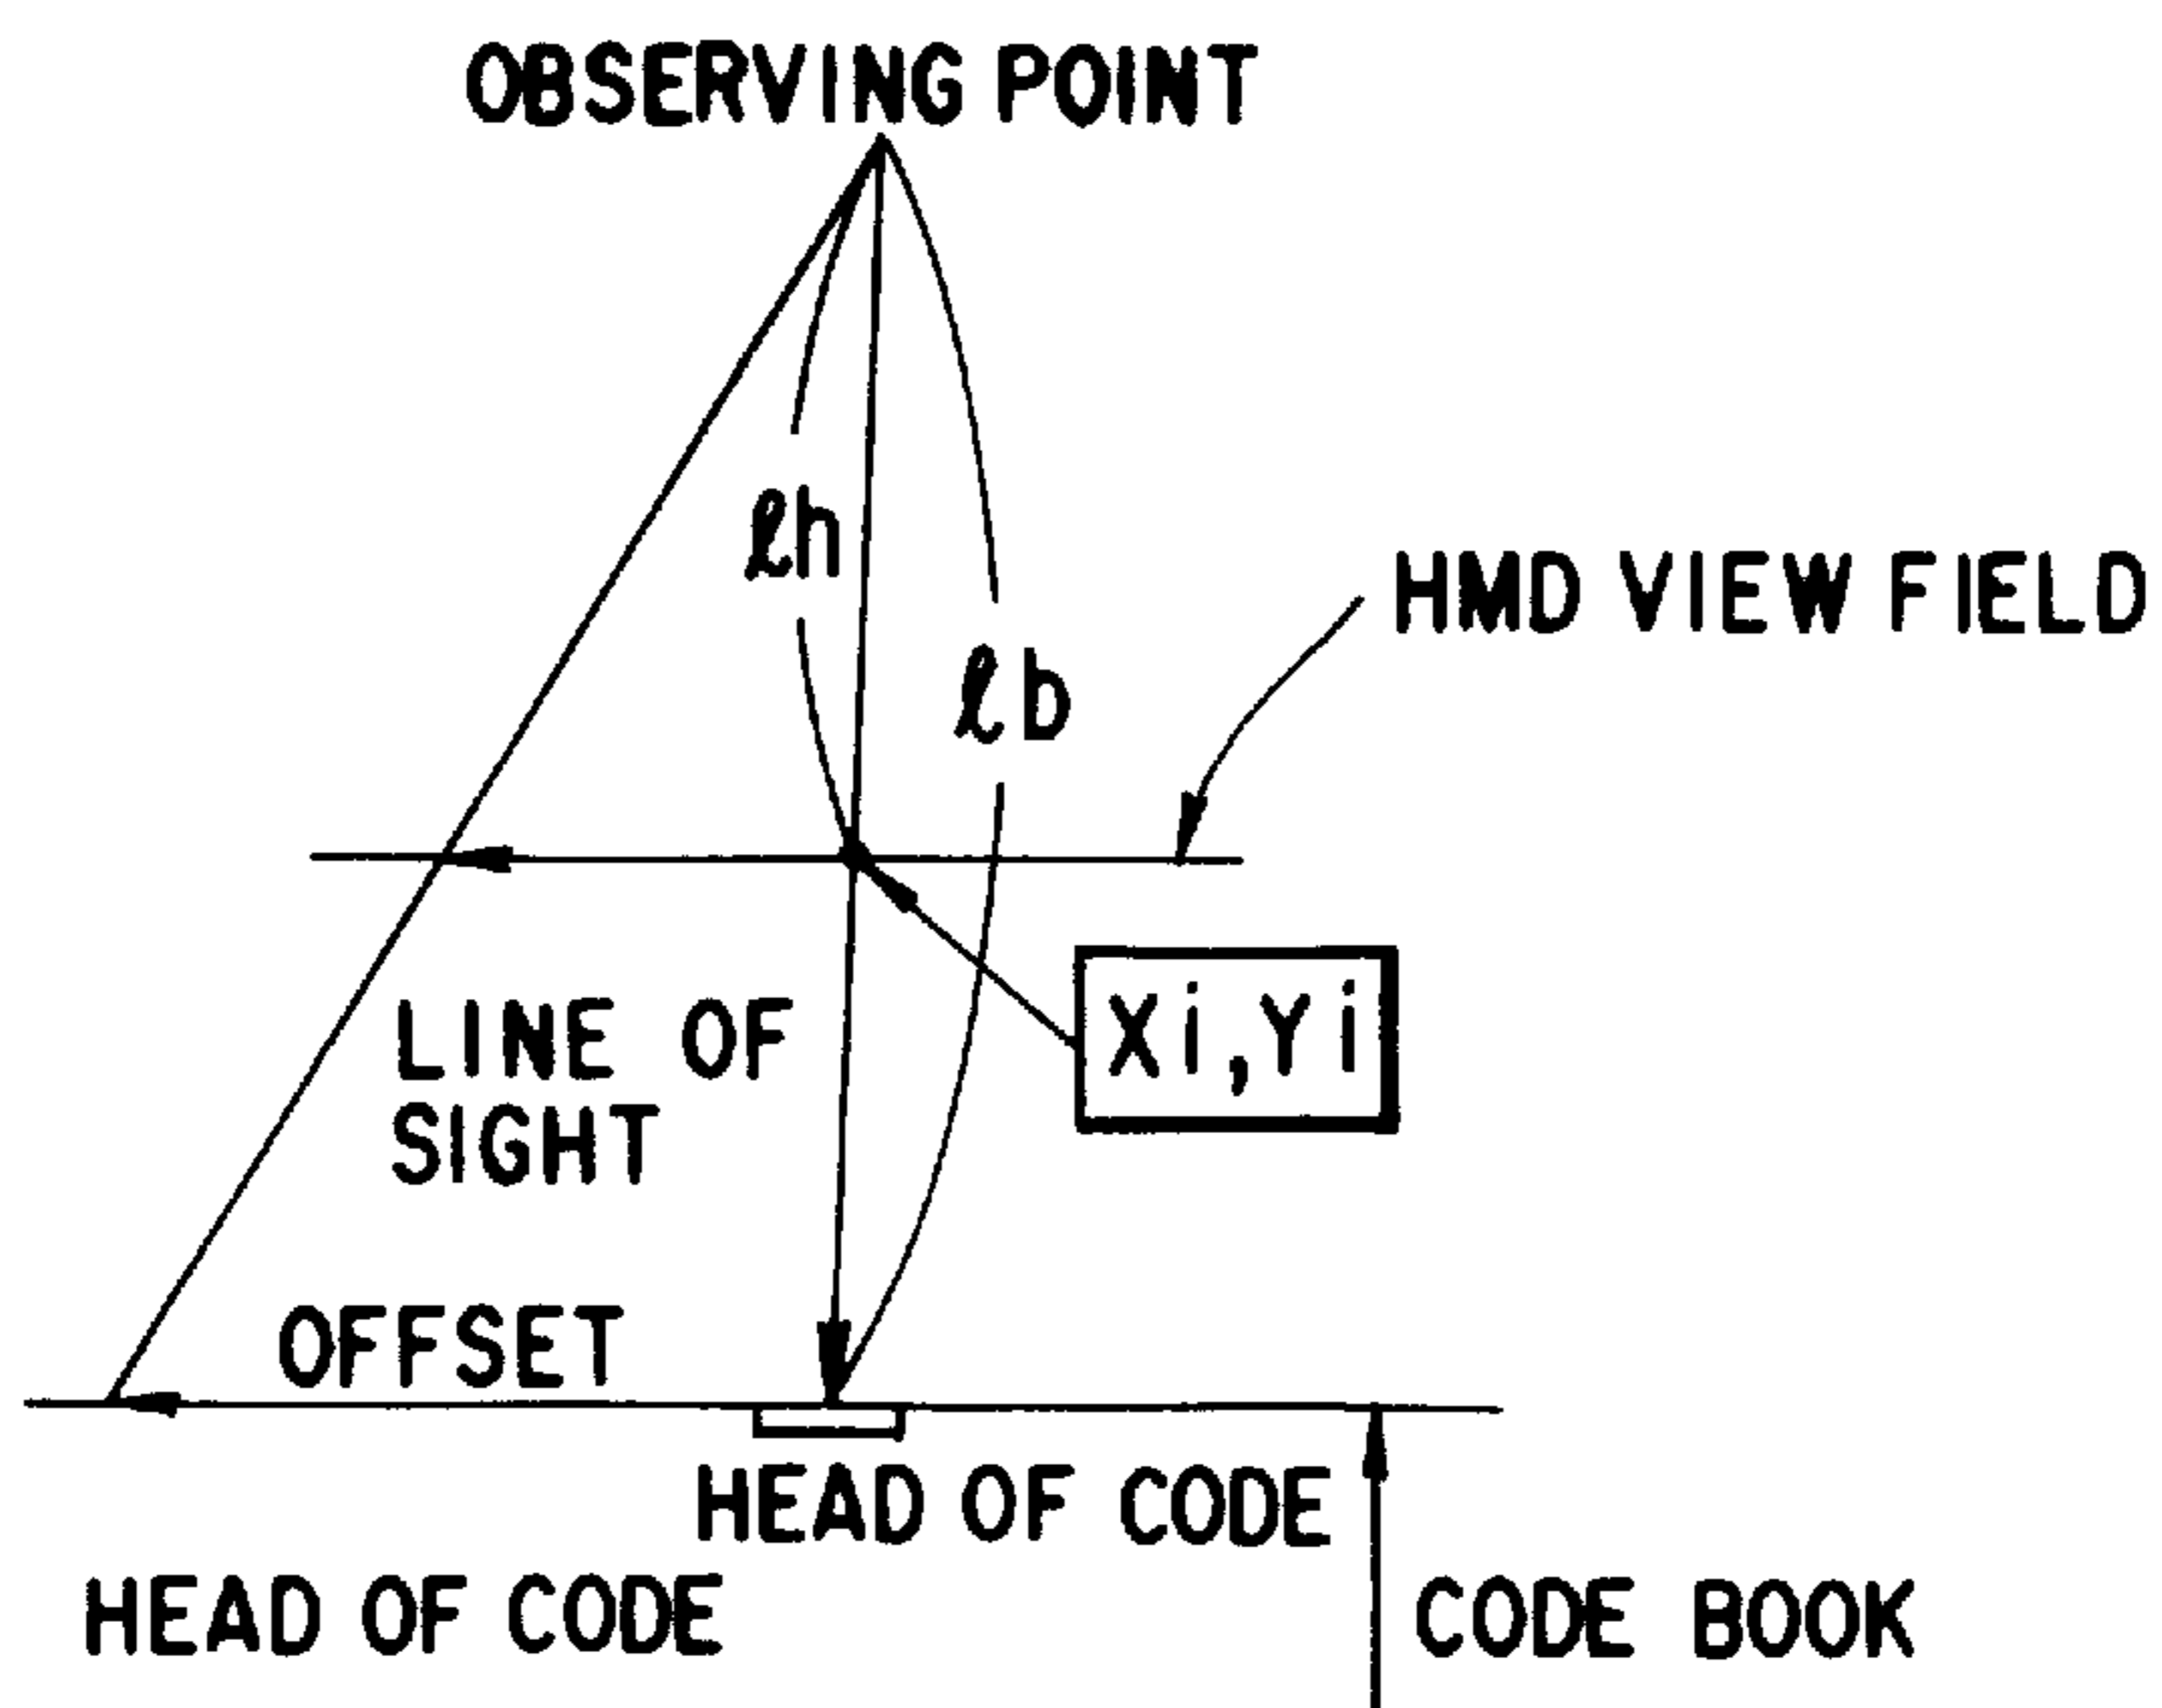 OBSERVING POINT
ℓh
HMD VIEW FIELD
ℓb
Xi,Yi
LINE OF
SIGHT
OFFSET
HEAD OF CODE
HEAD OF CODE
CODE BOOK